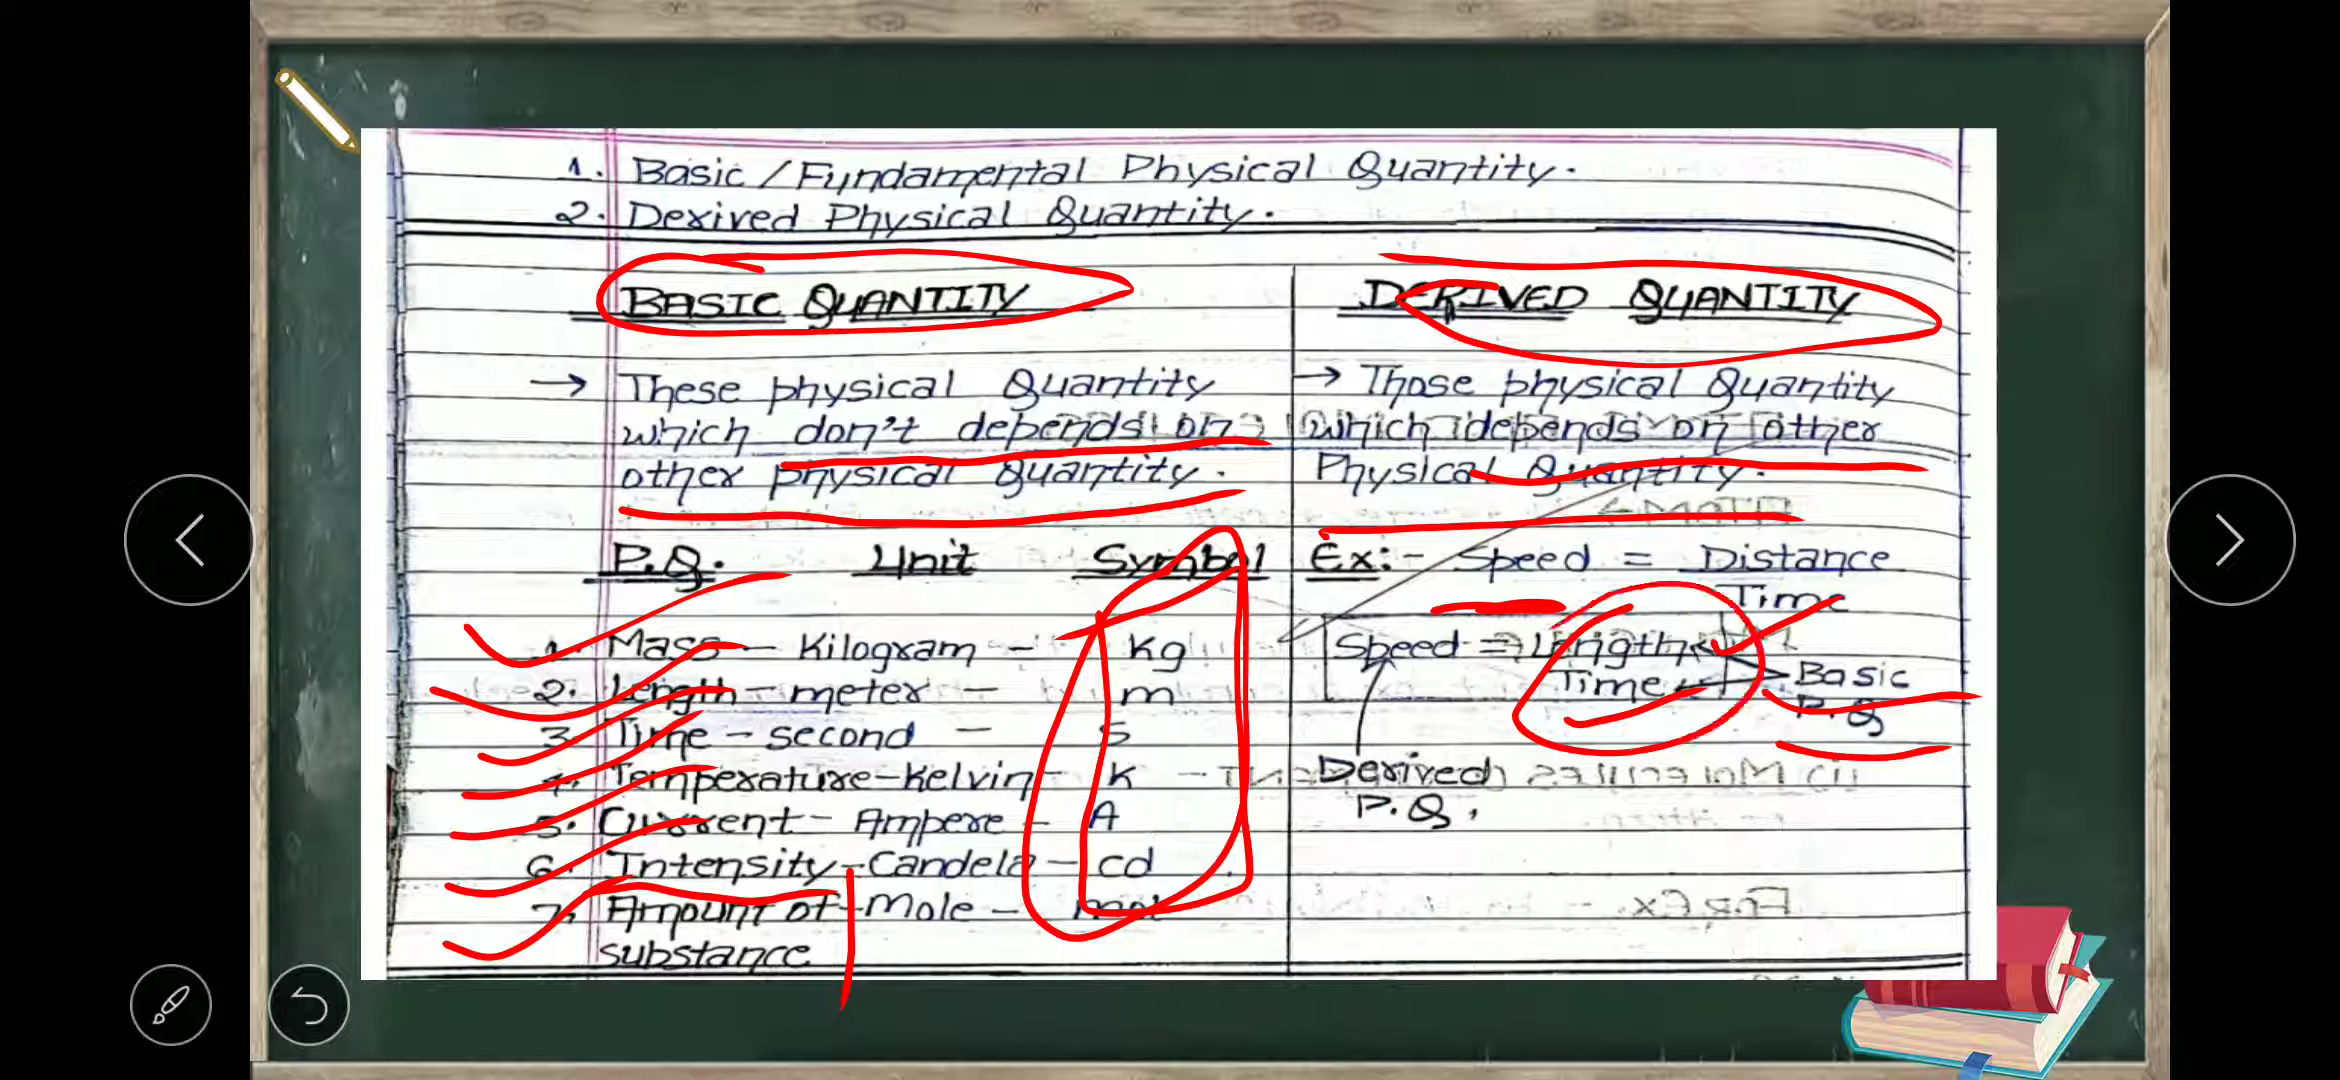 1. Basic / Fundamental Physical Quantity.
2. Derived Physical Quantity.
BASIC QUANTITY
→ These physical Quantity
which don't depends on
other physical quantity.
P.Q. Unit Symbol
1. Mass - Kilogram - Kg
2. Length - meter - m
3. Time - second - S
4. Temperature - Kelvin - K
5. Current - Ampere - A
6. Intensity - Candela - cd
7. Amount of - Mole - mol
substance
DERIVED QUANTITY
→ Those physical Quantity
which depends on other
Physical Quantity.
Ex:- Speed = Distance
Time
Speed = Length
Time
Basic
P.Q
Derived
P.Q.